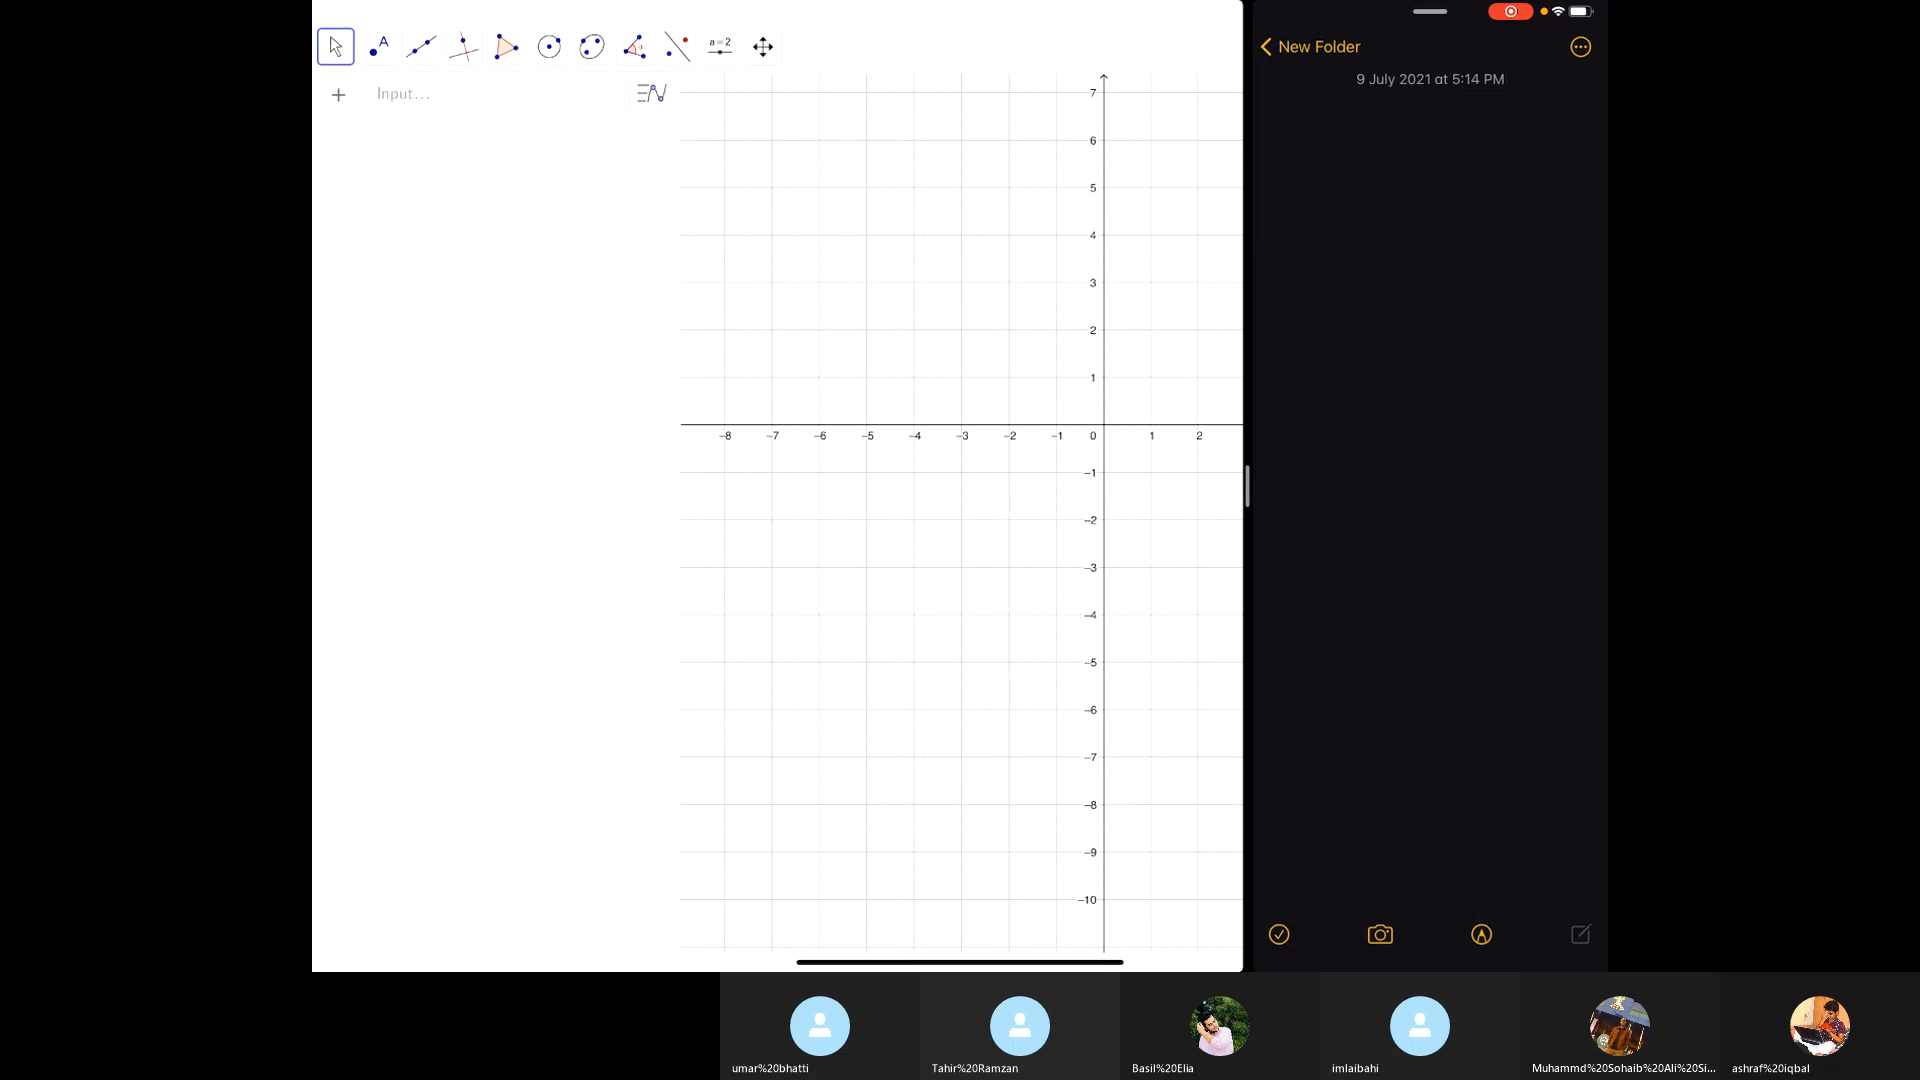 A
a=2
Input...
7
6
5
4
3
2
1
–8 –7 –6 –5 –4 –3 –2 –1 0 1 2
–1
–2
–3
–4
–5
–6
–7
–8
–9
–10
New Folder
9 July 2021 at 5:14 PM
umar%20bhatti
Tahir%20Ramzan
Basil%20Elia
imlaibahi
Muhammd%20Sohaib%20Ali%20Si...
ashraf%20iqbal